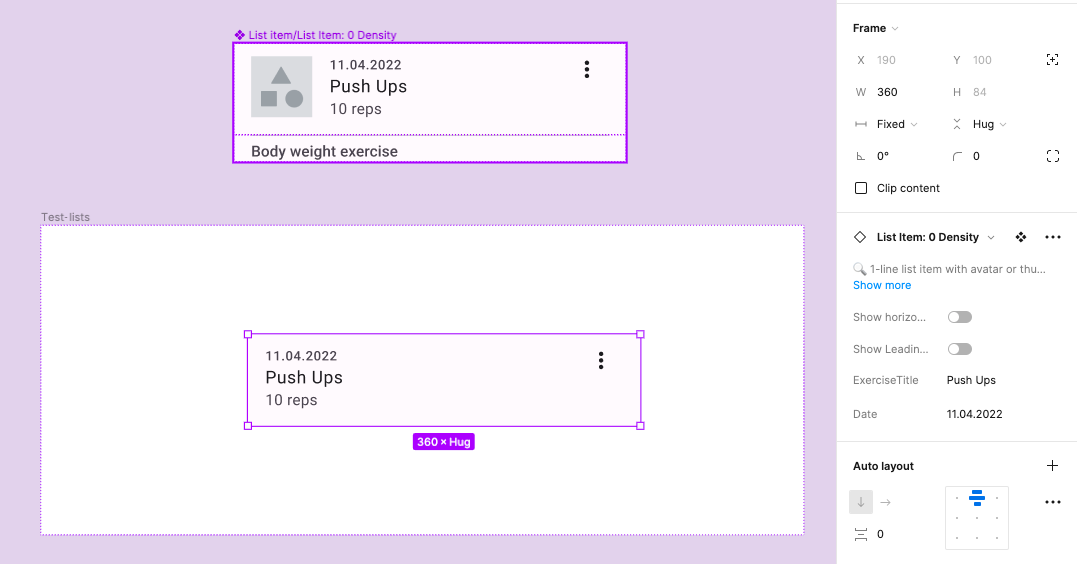 List item/List Item: 0 Density
11.04.2022
Push Ups
10 reps
Body weight exercise
Test-lists
11.04.2022
Push Ups
10 reps
360 × Hug
Frame
X 190 Y 100
W 360 H 84
Fixed Hug
0° 0
Clip content
List Item: 0 Density
1-line list item with avatar or thu...
Show more
Show horizo...
Show Leadin...
ExerciseTitle Push Ups
Date 11.04.2022
Auto layout
0